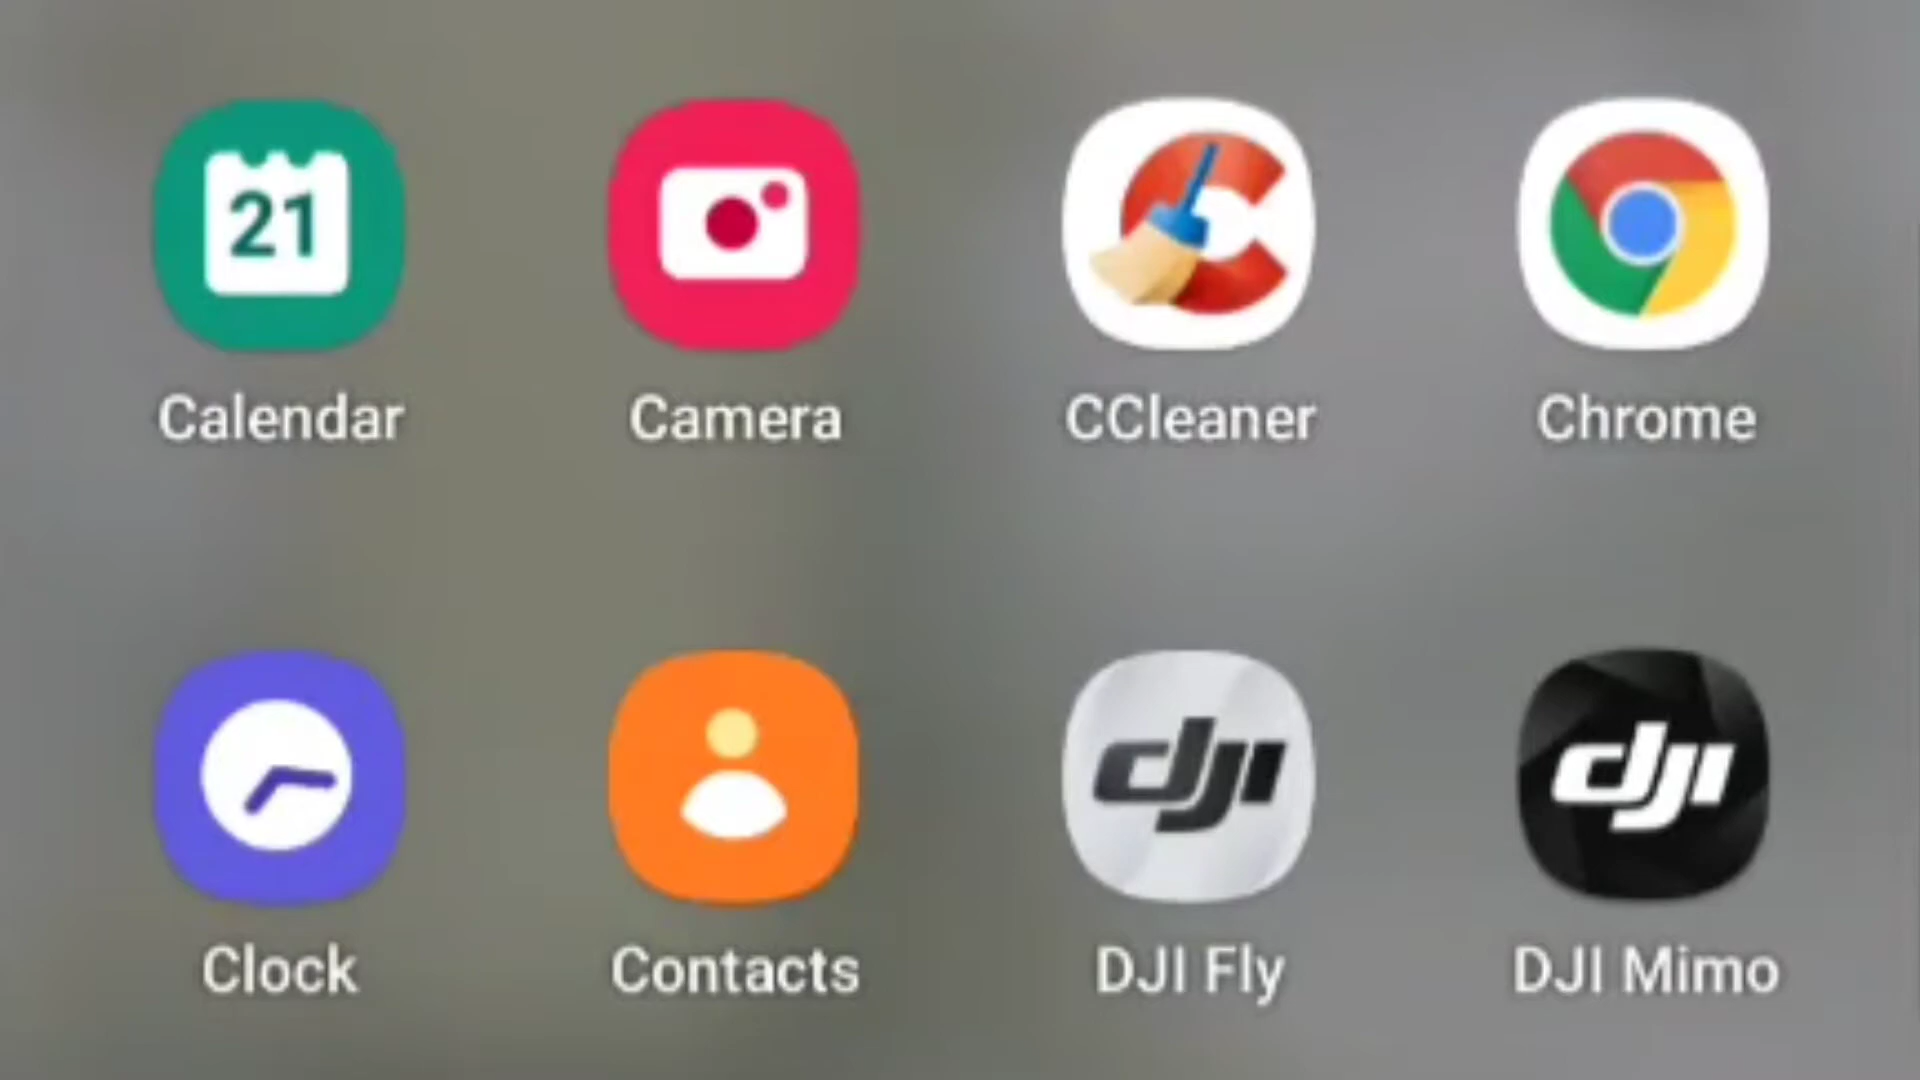 21
Calendar
Camera
CCleaner
Chrome
dji
dji
Clock
Contacts
DJI Fly
DJI Mimo